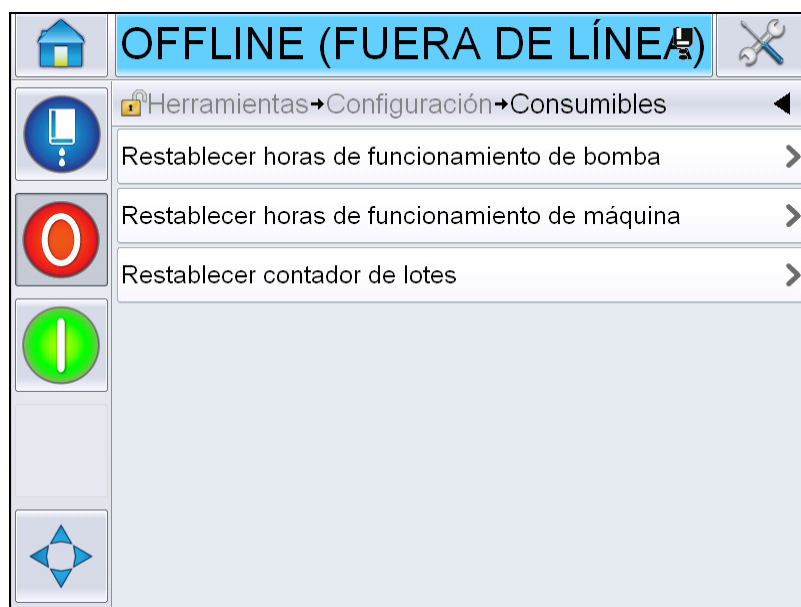 OFFLINE (FUERA DE LÍNEA)
Herramientas→Configuración→Consumibles
Restablecer horas de funcionamiento de bomba
Restablecer horas de funcionamiento de máquina
Restablecer contador de lotes